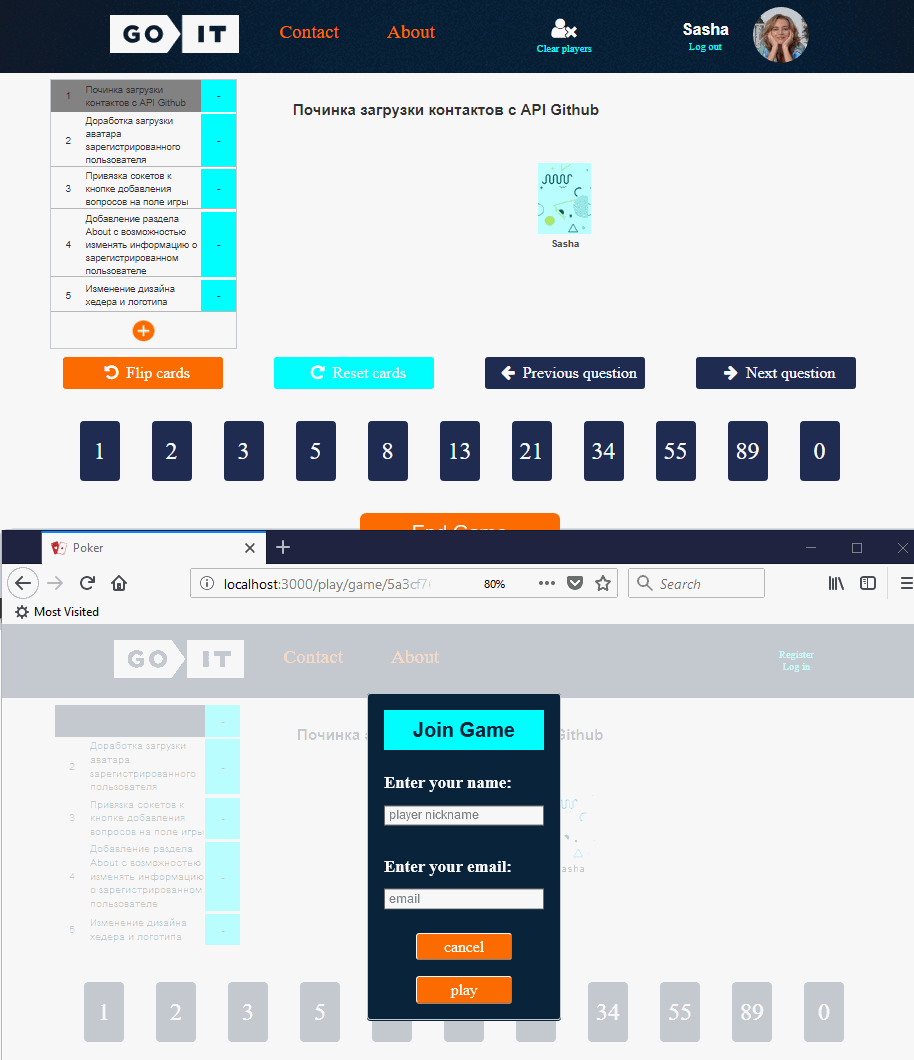 GO IT
Contact
About
Clear players
Sasha
Log out
1
Починка загрузки
контактов с API Github
-
2
Доработка загрузки
аватара
зарегистрированного
пользователя
-
3
Привязка сокетов к
кнопке добавления
вопросов на поле игры
-
4
Добавление раздела
About с возможностью
изменять информацию о
зарегистрированном
пользователе
-
5
Изменение дизайна
хедера и логотипа
-
Починка загрузки контактов с API Github
Sasha
Flip cards
Reset cards
Previous question
Next question
1 2 3 5 8 13 21 34 55 89 0
End Game
Poker
localhost:3000/play/game/5a3cf7
80%
Search
Most Visited
GO IT
Contact
About
Register
Log in
-
2
Доработка загрузки
аватара
зарегистрированного
пользователя
-
3
Привязка сокетов к
кнопке добавления
вопросов на поле игры
-
4
Добавление раздела
About с возможностью
изменять информацию
о зарегистрированном
пользователе
-
5
Изменение дизайна
хедера и логотипа
-
Починка
Github
asha
Join Game
Enter your name:
player nickname
Enter your email:
email
cancel
play
1 2 3 5 34 55 89 0